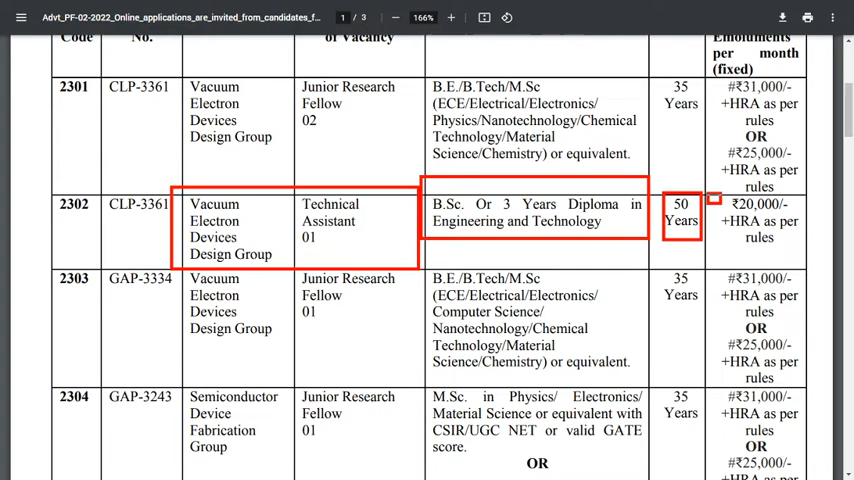 Advt_PF-02-2022_Online_applications_are_invited_from_candidates_f...
1 / 3
166%
Code
No.
of Vacancy
Emoluments
per month
(fixed)
2301
CLP-3361
Vacuum
Electron
Devices
Design Group
Junior Research
Fellow
02
B.E./B.Tech/M.Sc
(ECE/Electrical/Electronics/
Physics/Nanotechnology/Chemical
Technology/Material
Science/Chemistry) or equivalent.
35
Years
#₹31,000/-
+HRA as per
rules
OR
#₹25,000/-
+HRA as per
rules
2302
CLP-3361
Vacuum
Electron
Devices
Design Group
Technical
Assistant
01
B.Sc. Or 3 Years Diploma in
Engineering and Technology
50
Years
₹20,000/-
+HRA as per
rules
2303
GAP-3334
Vacuum
Electron
Devices
Design Group
Junior Research
Fellow
01
B.E./B.Tech/M.Sc
(ECE/Electrical/Electronics/
Computer Science/
Nanotechnology/Chemical
Technology/Material
Science/Chemistry) or equivalent.
35
Years
#₹31,000/-
+HRA as per
rules
OR
#₹25,000/-
+HRA as per
rules
2304
GAP-3243
Semiconductor
Device
Fabrication
Group
Junior Research
Fellow
01
M.Sc. in Physics/ Electronics/
Material Science or equivalent with
CSIR/UGC NET or valid GATE
score.
OR
35
Years
#₹31,000/-
+HRA as per
rules
OR
#₹25,000/-
+HRA as per